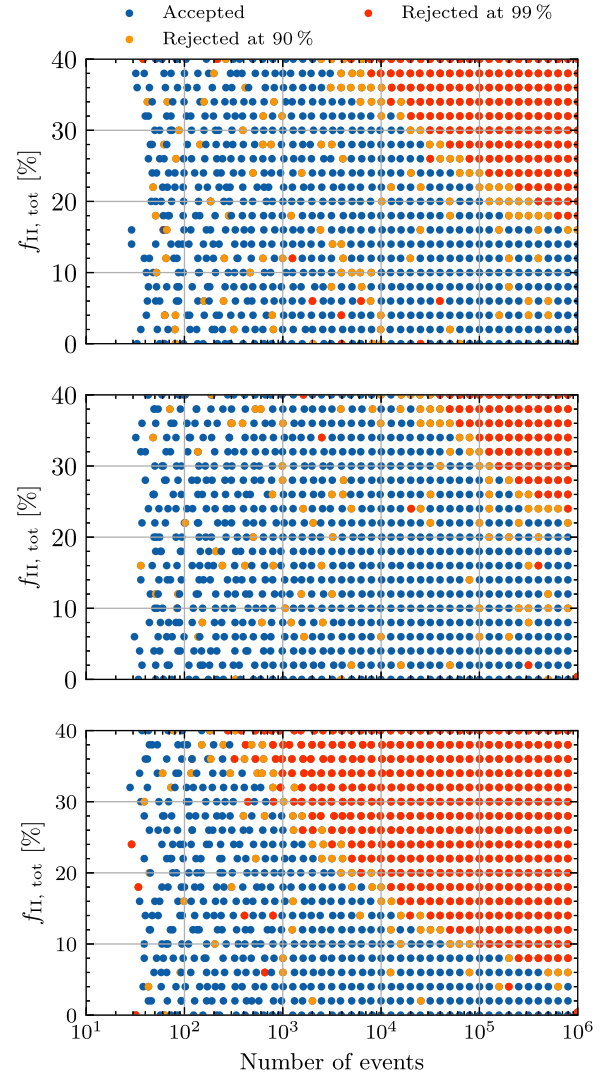 Accepted
Rejected at 99 %
Rejected at 90 %
40
30
20
10
0
f_II, tot [%]
40
30
20
10
0
f_II, tot [%]
40
30
20
10
0
f_II, tot [%]
10^1 10^2 10^3 10^4 10^5 10^6
Number of events